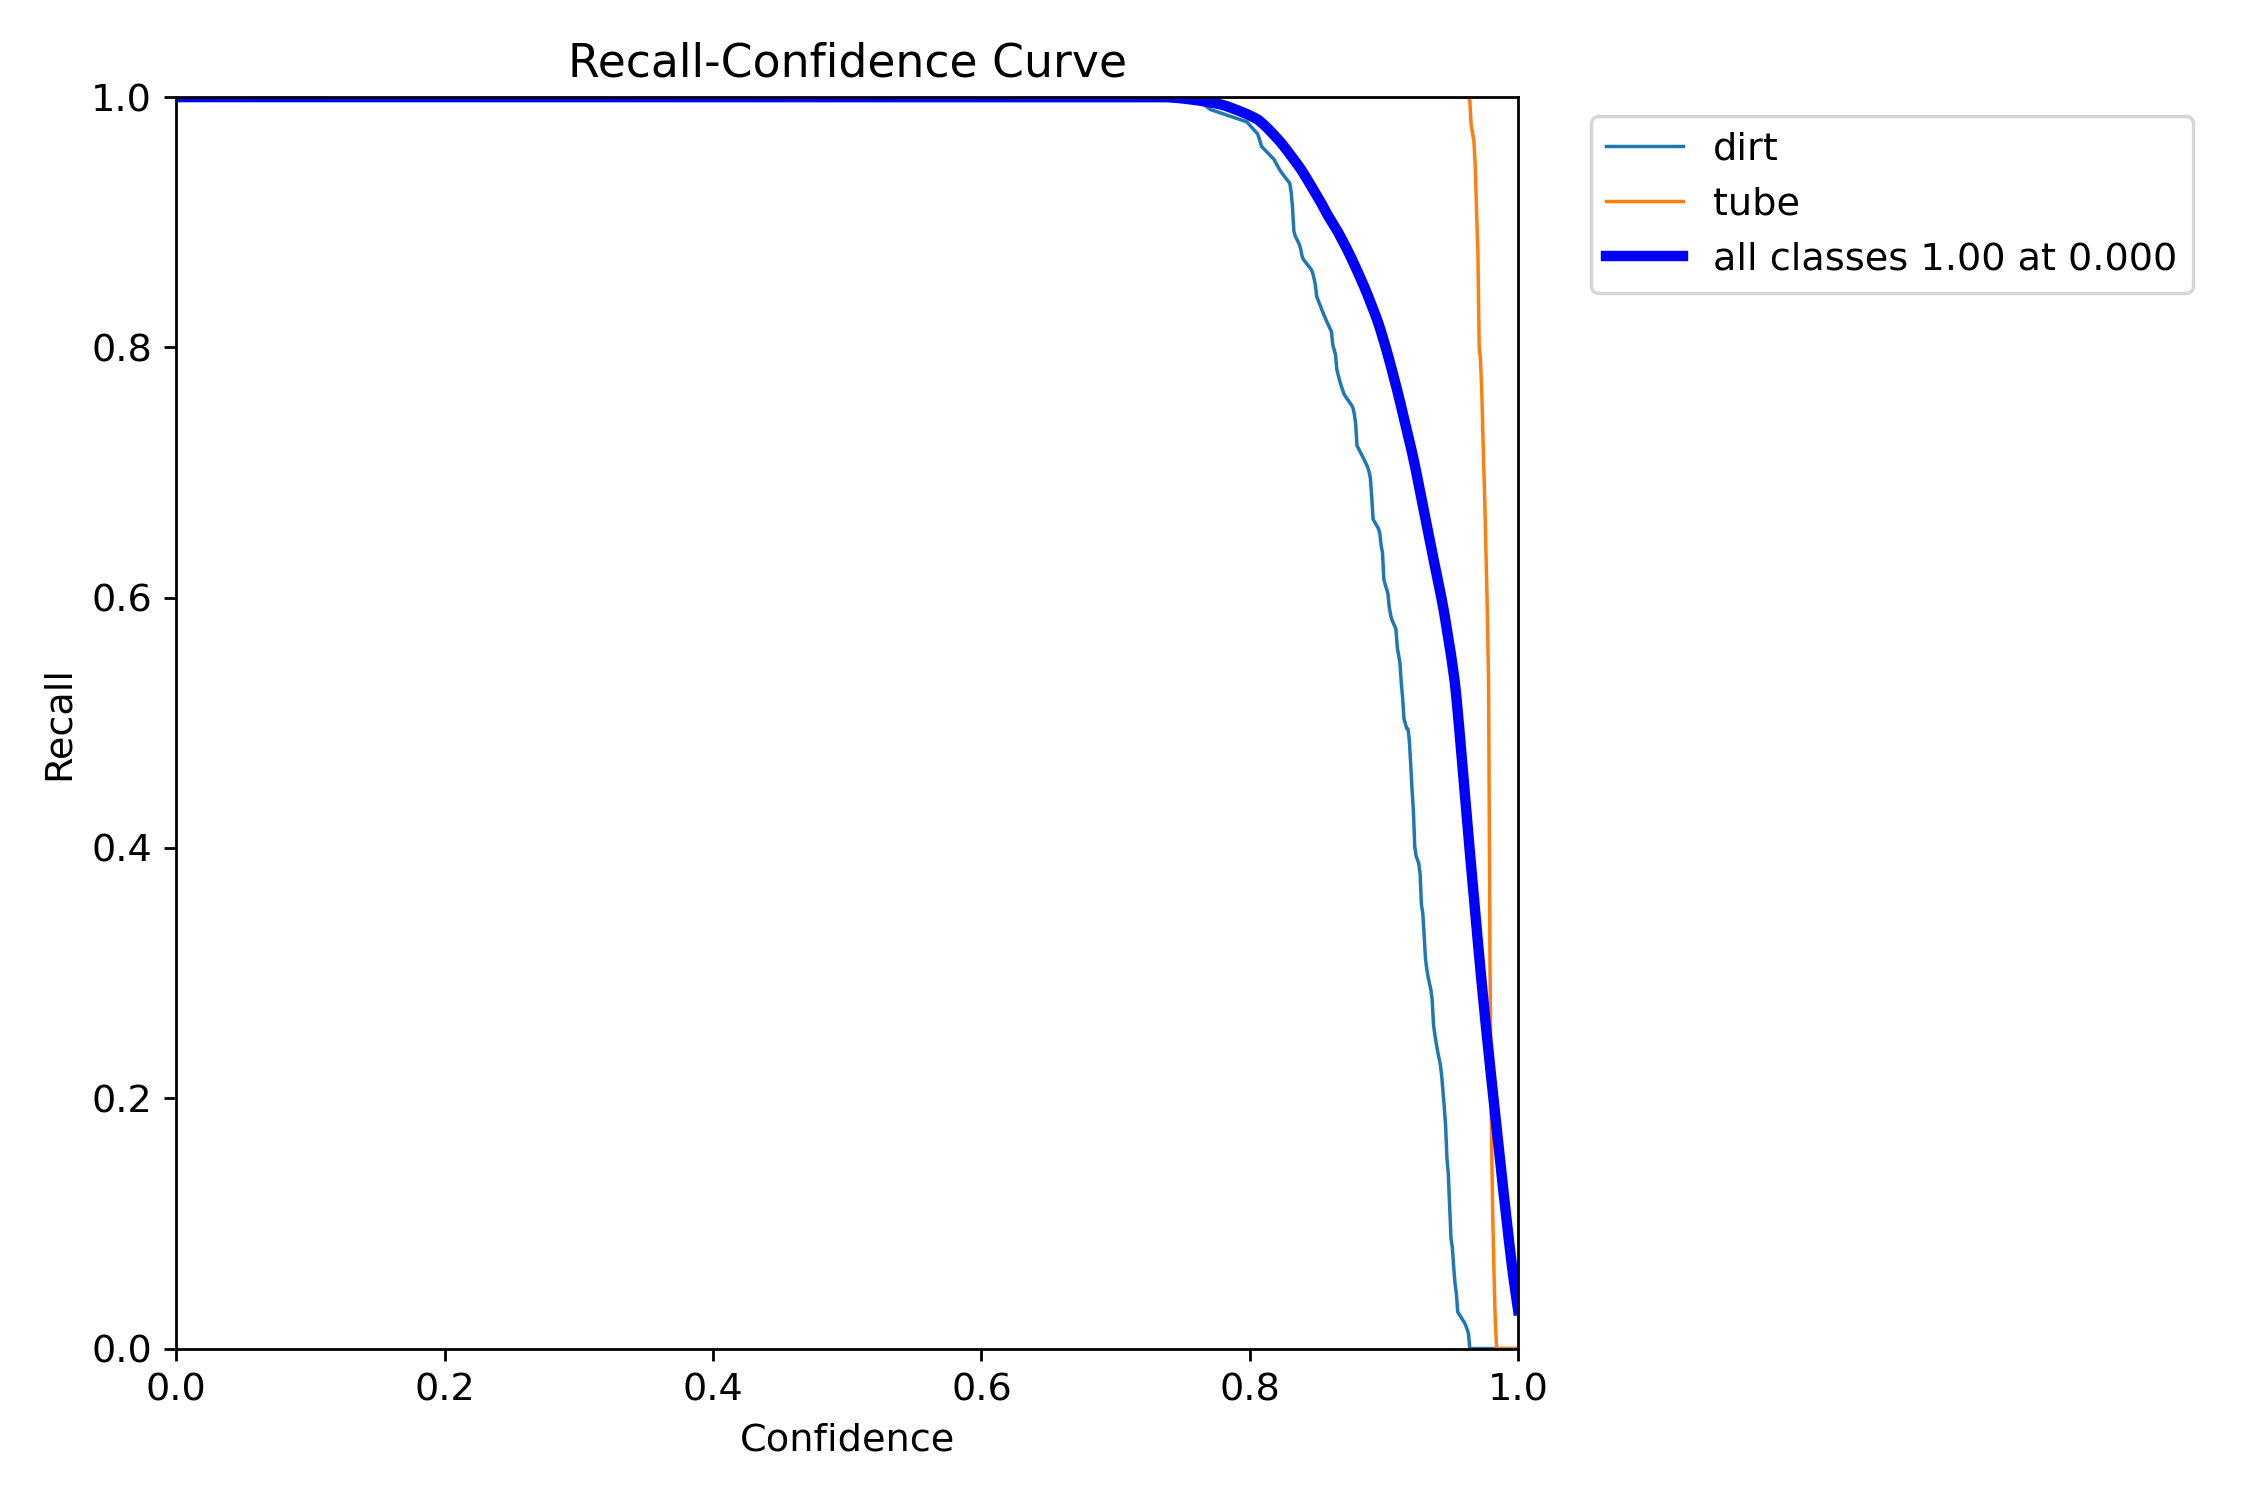 Recall-Confidence Curve
1.0
0.8
0.6
0.4
0.2
0.0
Recall
0.0 0.2 0.4 0.6 0.8 1.0
Confidence
dirt
tube
all classes 1.00 at 0.000